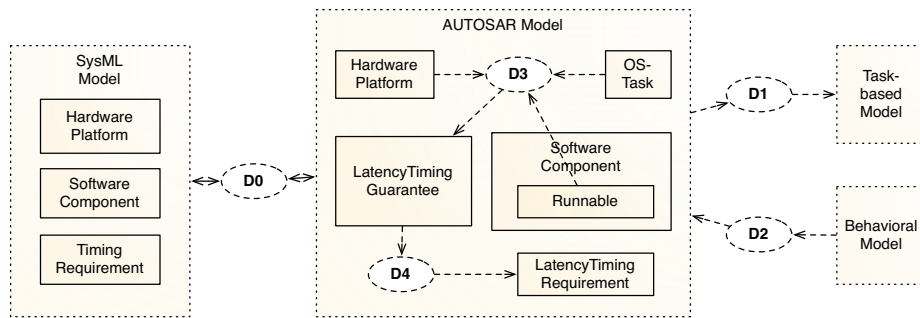 SysML
Model
Hardware
Platform
Software
Component
Timing
Requirement
D0
AUTOSAR Model
Hardware
Platform
D3
OS-
Task
LatencyTiming
Guarantee
Software
Component
Runnable
D4
LatencyTiming
Requirement
D1
Task-
based
Model
D2
Behavioral
Model